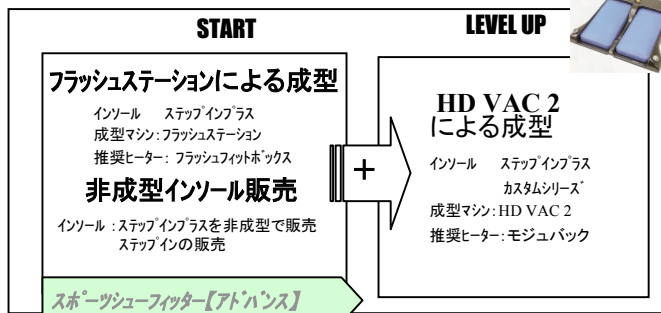 START
フラッシュステーションによる成型
インソール ステップインプラス
成型マシン:フラッシュステーション
推奨ヒーター: フラッシュフィットボックス
非成型インソール販売
インソール :ステップインプラスを非成型で販売
ステップインの販売
スポーツシューフィッター【アドバンス】
+
LEVEL UP
HD VAC 2
による成型
インソール ステップインプラス
カスタムシリーズ
成型マシン:HD VAC 2
推奨ヒーター:モジュバック